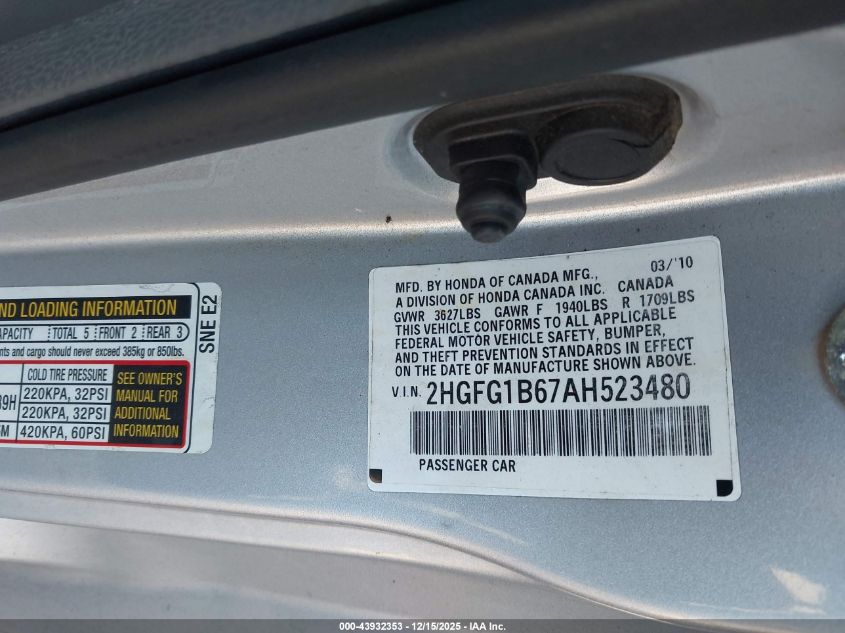 MFD. BY HONDA OF CANADA MFG., 03/'10
A DIVISION OF HONDA CANADA INC. CANADA
GVWR 3627LBS GAWR F 1940LBS R 1709LBS
THIS VEHICLE CONFORMS TO ALL APPLICABLE
FEDERAL MOTOR VEHICLE SAFETY, BUMPER,
AND THEFT PREVENTION STANDARDS IN EFFECT
ON THE DATE OF MANUFACTURE SHOWN ABOVE.
V I N. 2HGFG1B67AH523480
PASSENGER CAR
ND LOADING INFORMATION
APACITY TOTAL 5 FRONT 2 REAR 3
nts and cargo should never exceed 385kg or 850lbs.
COLD TIRE PRESSURE
39H 220KPA, 32PSI
220KPA, 32PSI
M 420KPA, 60PSI
SEE OWNER'S
MANUAL FOR
ADDITIONAL
INFORMATION
SNE E2
000-43932353 - 12/15/2025 - IAA Inc.